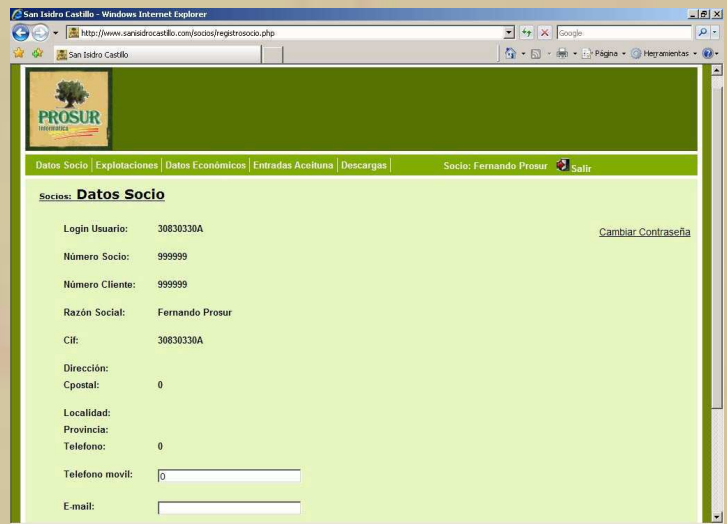 San Isidro Castillo - Windows Internet Explorer
http://www.sanisidrocastillo.com/socios/registrosocio.php
Google
San Isidro Castillo
Página
Herramientas
PROSUR
Informática
Datos Socio | Explotaciones | Datos Económicos | Entradas Aceituna | Descargas |
Socio: Fernando Prosur Salir
Socios: Datos Socio
Login Usuario: 30830330A
Cambiar Contraseña
Número Socio: 999999
Número Cliente: 999999
Razón Social: Fernando Prosur
Cif: 30830330A
Dirección:
Cpostal: 0
Localidad:
Provincia:
Telefono: 0
Telefono movil: 0
E-mail: